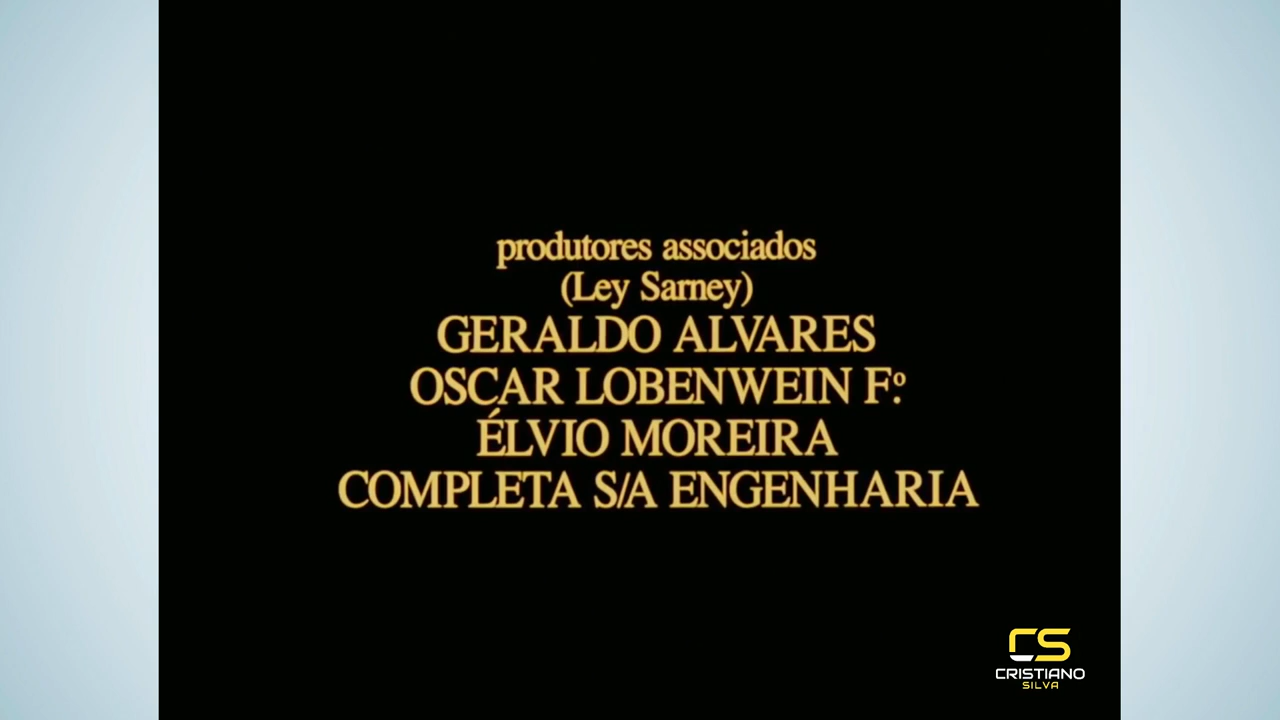 produtores associados
(Ley Sarney)
GERALDO ALVARES
OSCAR LOBENWEIN Fº.
ÉLVIO MOREIRA
COMPLETA S/A ENGENHARIA
CS
CRISTIANO
SILVA